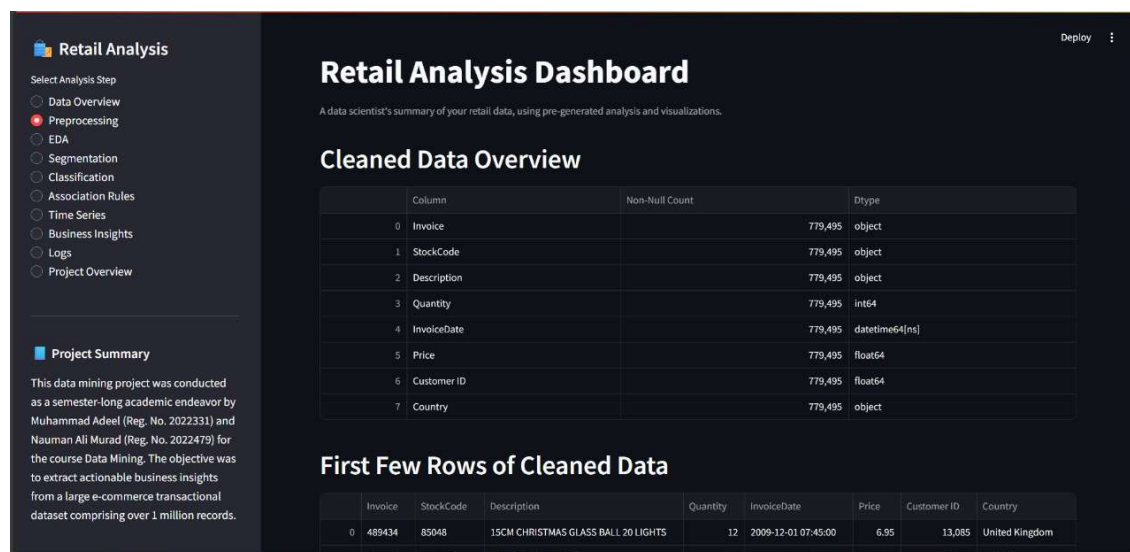 Retail Analysis
Select Analysis Step
Data Overview
Preprocessing
EDA
Segmentation
Classification
Association Rules
Time Series
Business Insights
Logs
Project Overview
Project Summary
This data mining project was conducted
as a semester-long academic endeavor by
Muhammad Adeel (Reg. No. 2022331) and
Nauman Ali Murad (Reg. No. 2022479) for
the course Data Mining. The objective was
to extract actionable business insights
from a large e-commerce transactional
dataset comprising over 1 million records.
Deploy
Retail Analysis Dashboard
A data scientist's summary of your retail data, using pre-generated analysis and visualizations.
Cleaned Data Overview
Column Non-Null Count Dtype
0 Invoice 779,495 object
1 StockCode 779,495 object
2 Description 779,495 object
3 Quantity 779,495 int64
4 InvoiceDate 779,495 datetime64[ns]
5 Price 779,495 float64
6 Customer ID 779,495 float64
7 Country 779,495 object
First Few Rows of Cleaned Data
Invoice StockCode Description Quantity InvoiceDate Price Customer ID Country
0 489434 85048 15CM CHRISTMAS GLASS BALL 20 LIGHTS 12 2009-12-01 07:45:00 6.95 13,085 United Kingdom